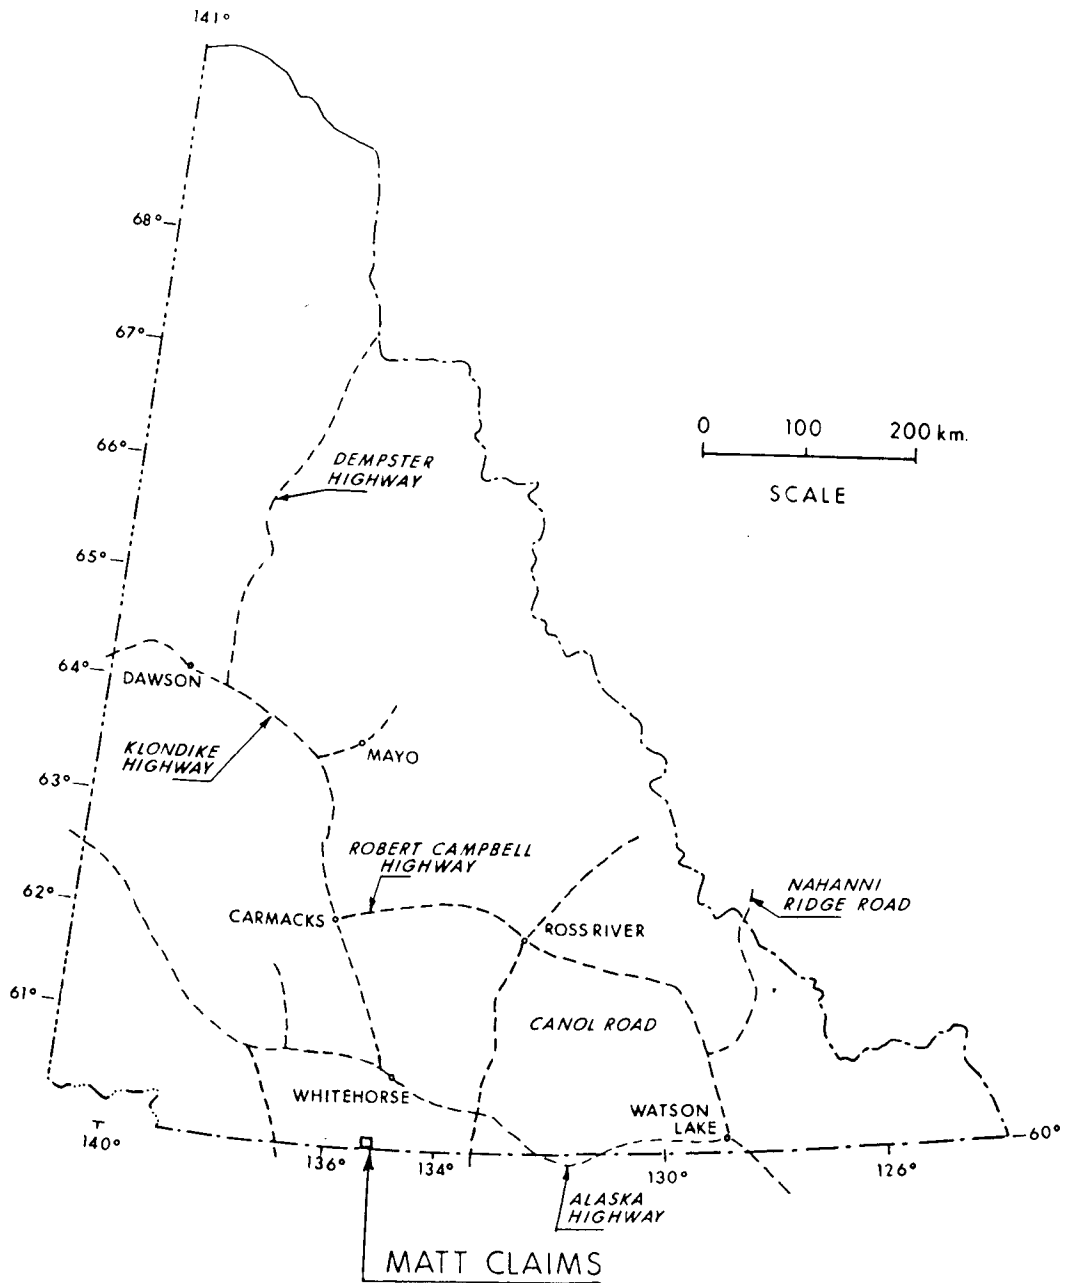 141°
68°
67°
66°
65°
64°
63°
62°
61°
DEMPSTER
HIGHWAY
0 100 200 km.
SCALE
DAWSON
KLONDIKE
HIGHWAY
MAYO
ROBERT CAMPBELL
HIGHWAY
NAHANNI
RIDGE ROAD
CARMACKS
ROSS RIVER
CANOL ROAD
WHITEHORSE
WATSON
LAKE
140°
136°
134°
130°
126°
60°
ALASKA
HIGHWAY
MATT CLAIMS